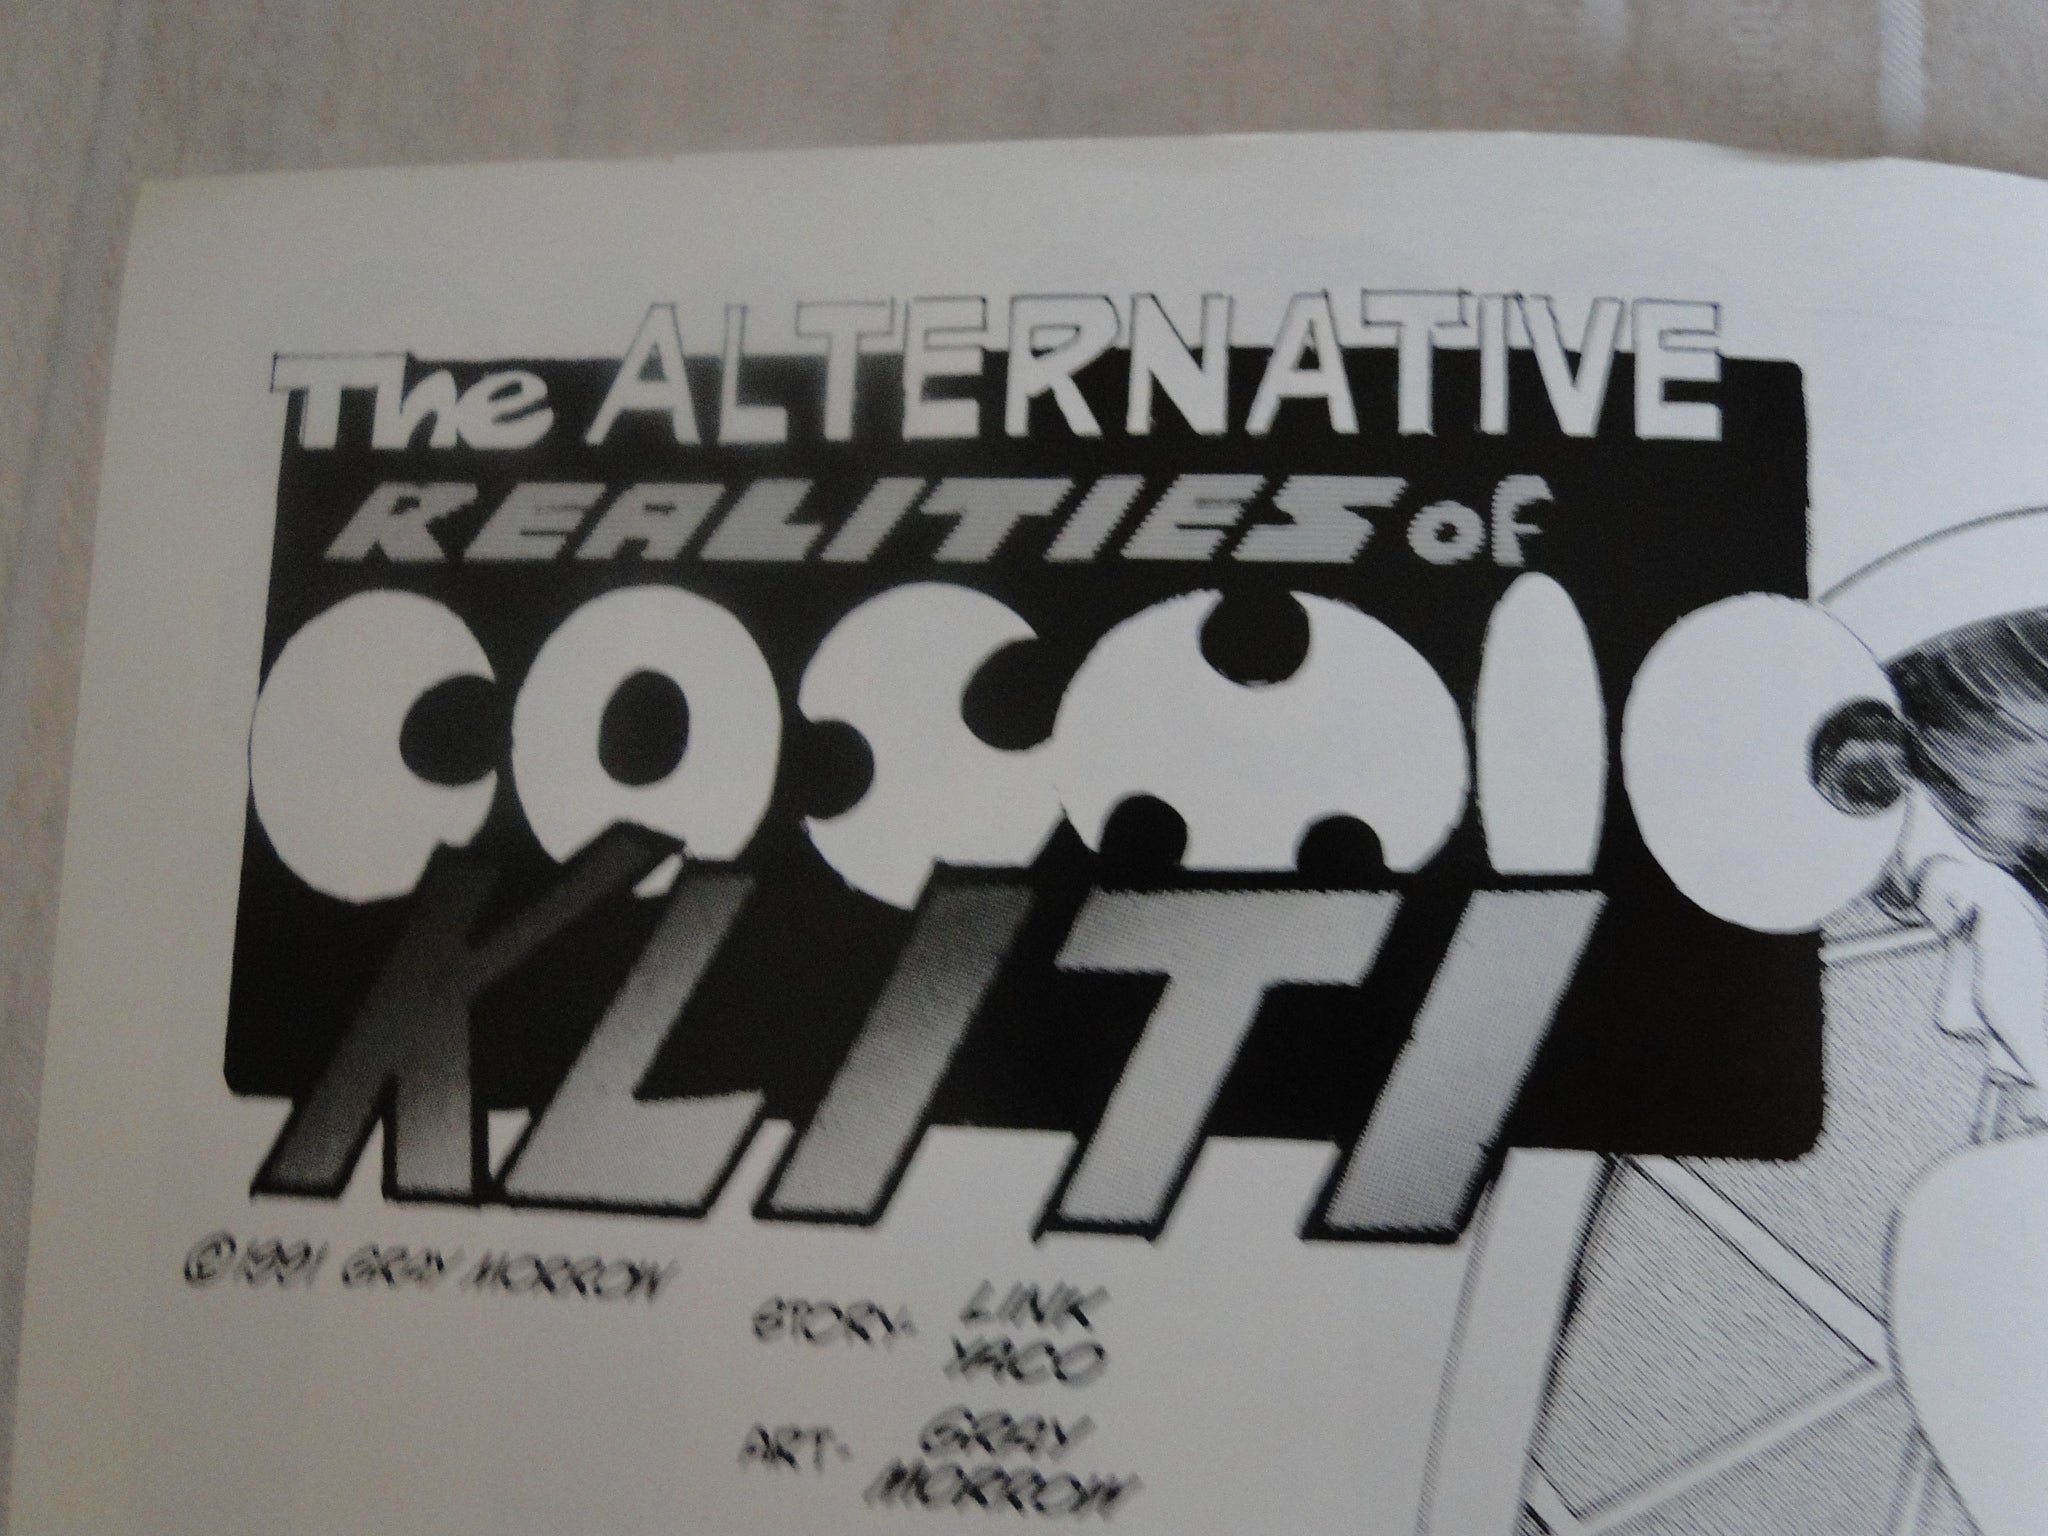 The ALTERNATIVE
REALITIES of
COSMIC
KLITI
©1991 GRAY MORROW
STORY- LINK
YACO
ART- GRAY
MORROW